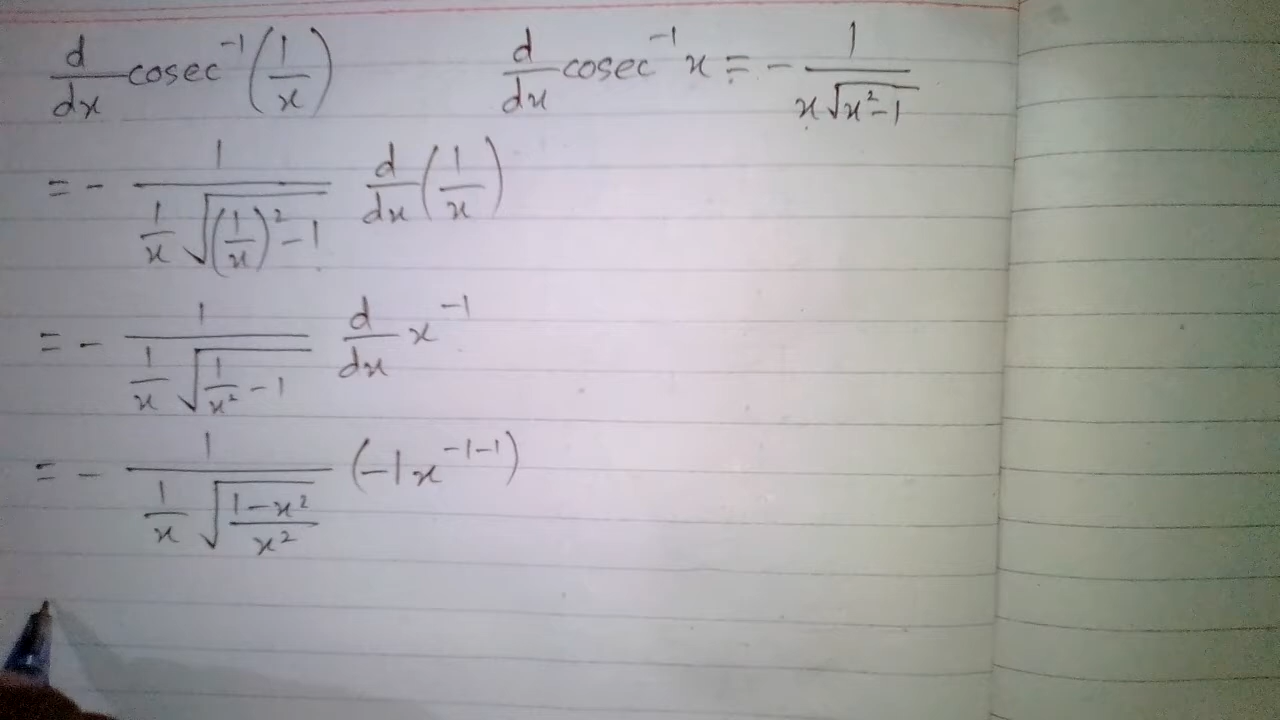 d/dx cosec⁻¹(1/x)    d/dx cosec⁻¹ x = - 1/(x√(x²-1))
= - 1/((1/x)√((1/x)²-1)) d/dx (1/x)
= - 1/((1/x)√(1/x²-1)) d/dx x⁻¹
= - 1/((1/x)√((1-x²)/x²)) (-1x⁻¹⁻¹)